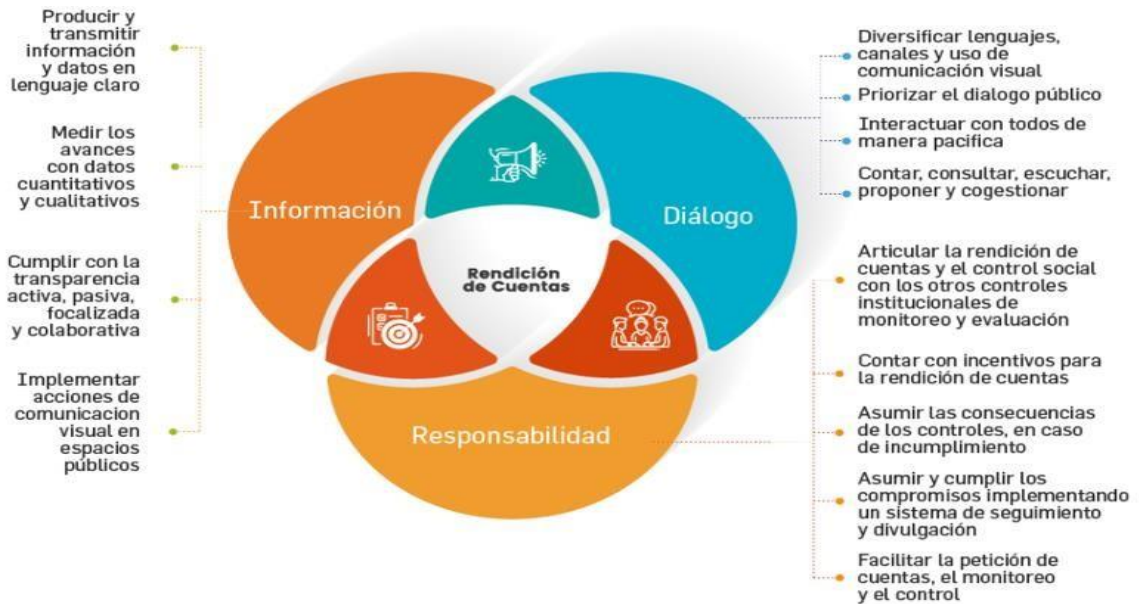 Producir y
transmitir
información
y datos en
lenguaje claro
Medir los
avances
con datos
cuantitativos
y cualitativos
Cumplir con la
transparencia
activa, pasiva,
focalizada
y colaborativa
Implementar
acciones de
comunicacion
visual en
espacios
públicos
Información
Diálogo
Rendición
de Cuentas
Responsabilidad
Diversificar lenguajes,
canales y uso de
comunicación visual
Priorizar el dialogo público
Interactuar con todos de
manera pacifica
Contar, consultar, escuchar,
proponer y cogestionar
Articular la rendición de
cuentas y el control social
con los otros controles
institucionales de
monitoreo y evaluación
Contar con incentivos para
la rendición de cuentas
Asumir las consecuencias
de los controles, en caso
de incumplimiento
Asumir y cumplir los
compromisos implementando
un sistema de seguimiento
y divulgación
Facilitar la petición de
cuentas, el monitoreo
y el control